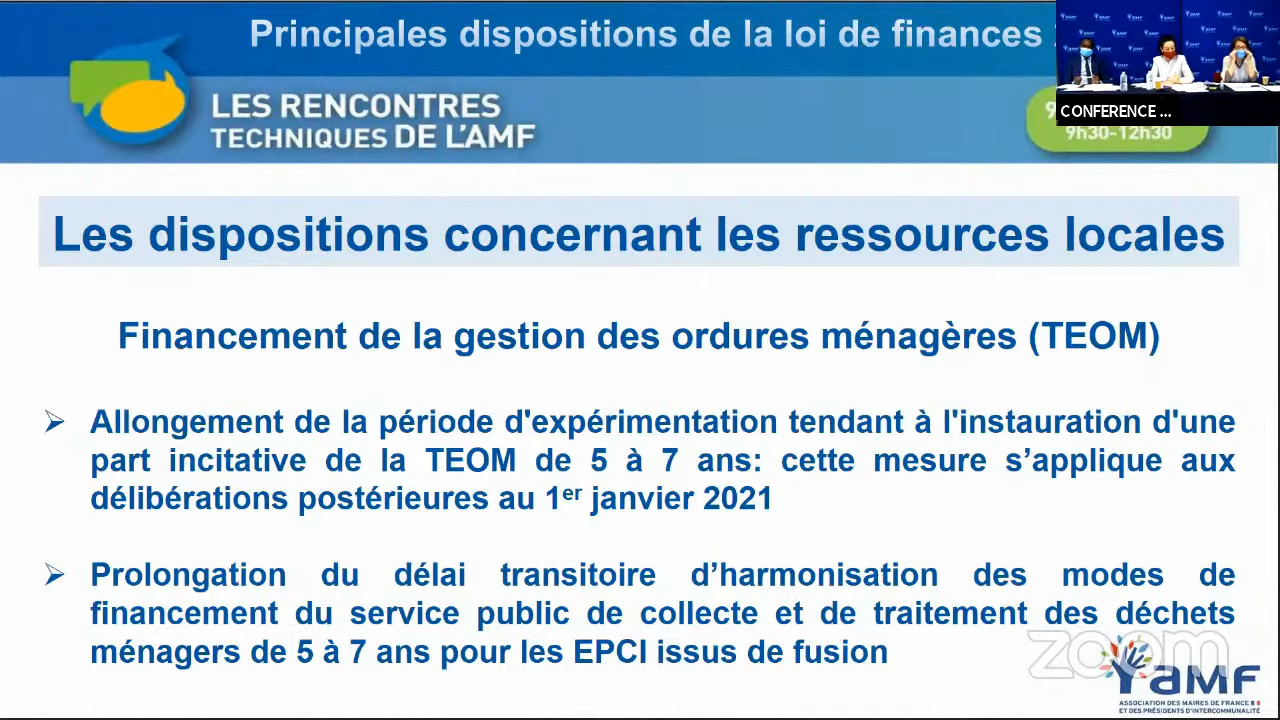 Principales dispositions de la loi de finances
CONFERENCE ...
LES RENCONTRES
TECHNIQUES DE L'AMF
9h30-12h30
Les dispositions concernant les ressources locales
Financement de la gestion des ordures ménagères (TEOM)
➢ Allongement de la période d'expérimentation tendant à l'instauration d'une
part incitative de la TEOM de 5 à 7 ans: cette mesure s’applique aux
délibérations postérieures au 1er janvier 2021
➢ Prolongation du délai transitoire d’harmonisation des modes de
financement du service public de collecte et de traitement des déchets
ménagers de 5 à 7 ans pour les EPCI issus de fusion
zoom
AMF
ASSOCIATION DES MAIRES DE FRANCE
ET DES PRÉSIDENTS D'INTERCOMMUNALITÉ